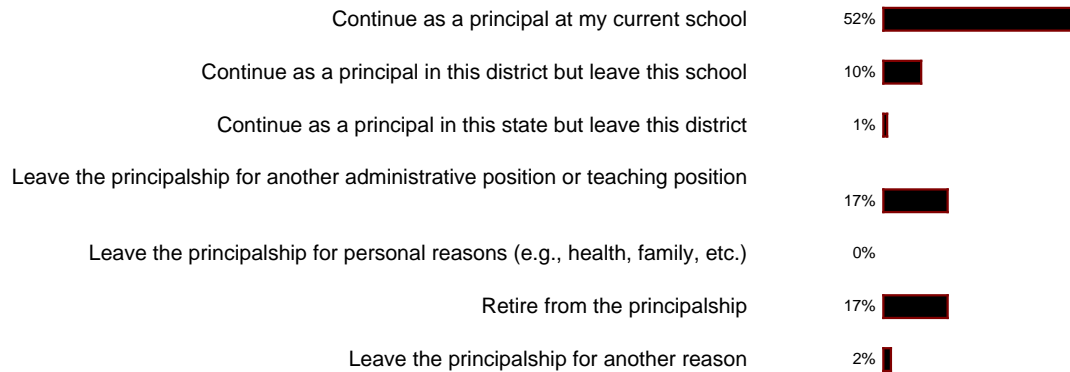 Continue as a principal at my current school 52%
Continue as a principal in this district but leave this school 10%
Continue as a principal in this state but leave this district 1%
Leave the principalship for another administrative position or teaching position 17%
Leave the principalship for personal reasons (e.g., health, family, etc.) 0%
Retire from the principalship 17%
Leave the principalship for another reason 2%